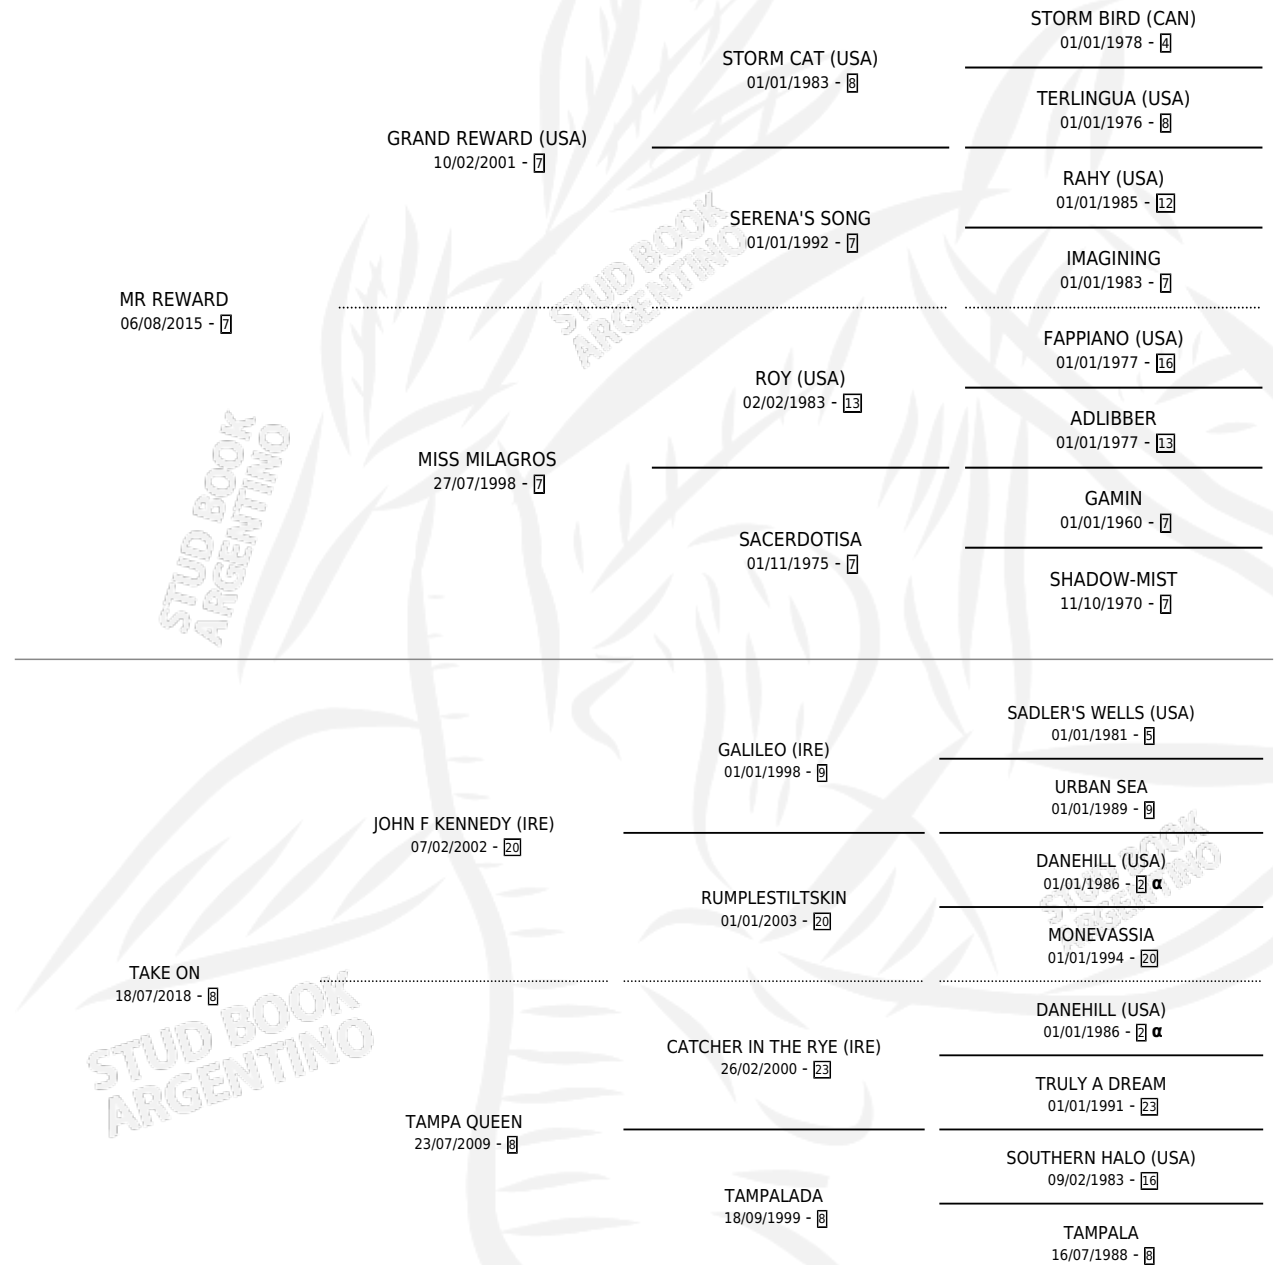 STORM BIRD (CAN)
01/01/1978 - 4
STORM CAT (USA)
01/01/1983 - 8
TERLINGUA (USA)
01/01/1976 - 8
GRAND REWARD (USA)
10/02/2001 - 7
RAHY (USA)
01/01/1985 - 12
SERENA'S SONG
01/01/1992 - 7
IMAGINING
01/01/1983 - 7
MR REWARD
06/08/2015 - 7
FAPPIANO (USA)
01/01/1977 - 16
ROY (USA)
02/02/1983 - 13
ADLIBBER
01/01/1977 - 13
MISS MILAGROS
27/07/1998 - 7
GAMIN
01/01/1960 - 7
SACERDOTISA
01/11/1975 - 7
SHADOW-MIST
11/10/1970 - 7
SADLER'S WELLS (USA)
01/01/1981 - 5
GALILEO (IRE)
01/01/1998 - 9
URBAN SEA
01/01/1989 - 9
JOHN F KENNEDY (IRE)
07/02/2002 - 20
DANEHILL (USA)
01/01/1986 - 2 α
RUMPLESTILTSKIN
01/01/2003 - 20
MONEVASSIA
01/01/1994 - 20
TAKE ON
18/07/2018 - 8
DANEHILL (USA)
01/01/1986 - 2 α
CATCHER IN THE RYE (IRE)
26/02/2000 - 23
TRULY A DREAM
01/01/1991 - 23
TAMPA QUEEN
23/07/2009 - 8
SOUTHERN HALO (USA)
09/02/1983 - 16
TAMPALADA
18/09/1999 - 8
TAMPALA
16/07/1988 - 8
STUD BOOK
ARGENTINO
STUD BOOK
ARGENTINO
STUD BOOK
ARGENTINO
STUD BOOK
ARGENTINO